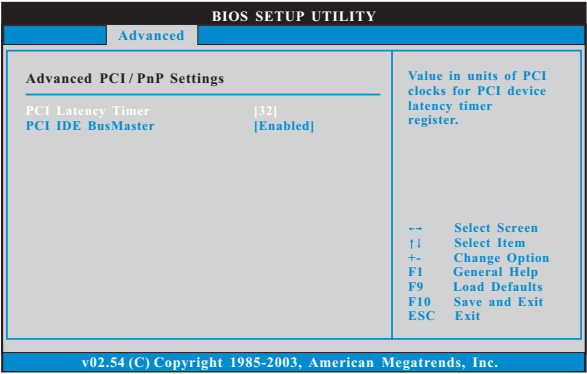 BIOS SETUP UTILITY
Advanced
Advanced PCI / PnP Settings
PCI Latency Timer [32]
PCI IDE BusMaster [Enabled]
Value in units of PCI
clocks for PCI device
latency timer
register.
←→ Select Screen
↑↓ Select Item
+- Change Option
F1 General Help
F9 Load Defaults
F10 Save and Exit
ESC Exit
v02.54 (C) Copyright 1985-2003, American Megatrends, Inc.